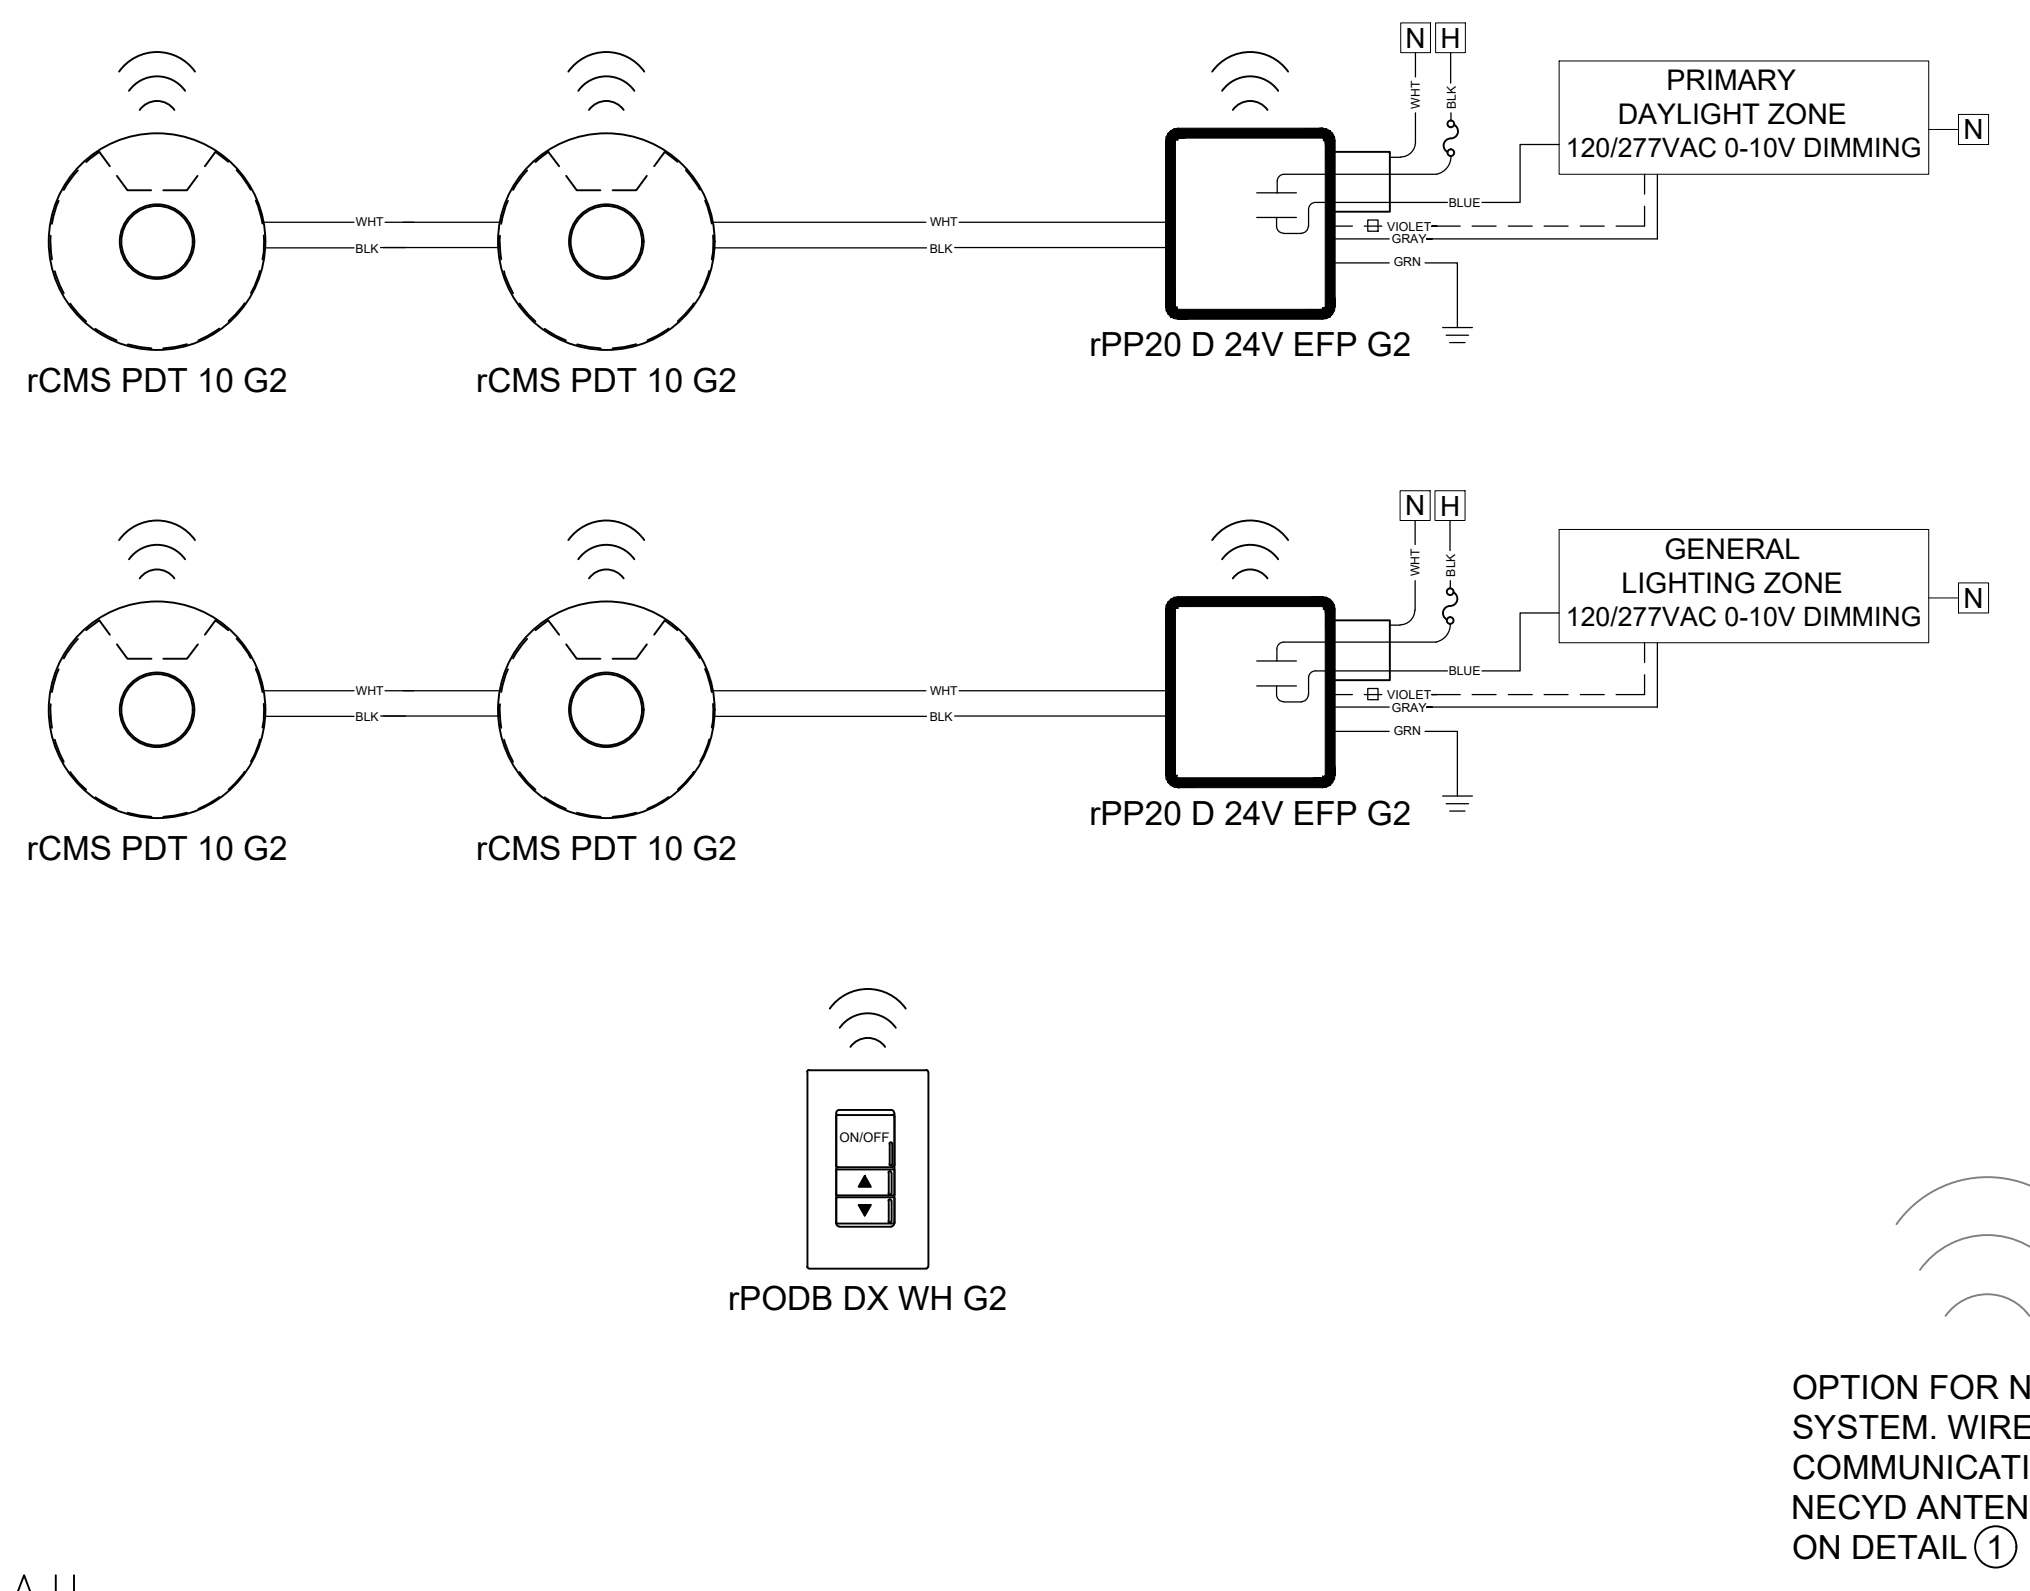 N H
WHT
BLK
PRIMARY
DAYLIGHT ZONE
120/277VAC 0-10V DIMMING
N
WHT
BLK
WHT
BLK
BLUE
VIOLET
GRAY
GRN
rCMS PDT 10 G2
rCMS PDT 10 G2
rPP20 D 24V EFP G2
N H
WHT
BLK
GENERAL
LIGHTING ZONE
120/277VAC 0-10V DIMMING
N
WHT
BLK
WHT
BLK
BLUE
VIOLET
GRAY
GRN
rCMS PDT 10 G2
rCMS PDT 10 G2
rPP20 D 24V EFP G2
ON/OFF
rPODB DX WH G2
OPTION FOR N
SYSTEM. WIRE
COMMUNICATI
NECYD ANTEN
ON DETAIL 1